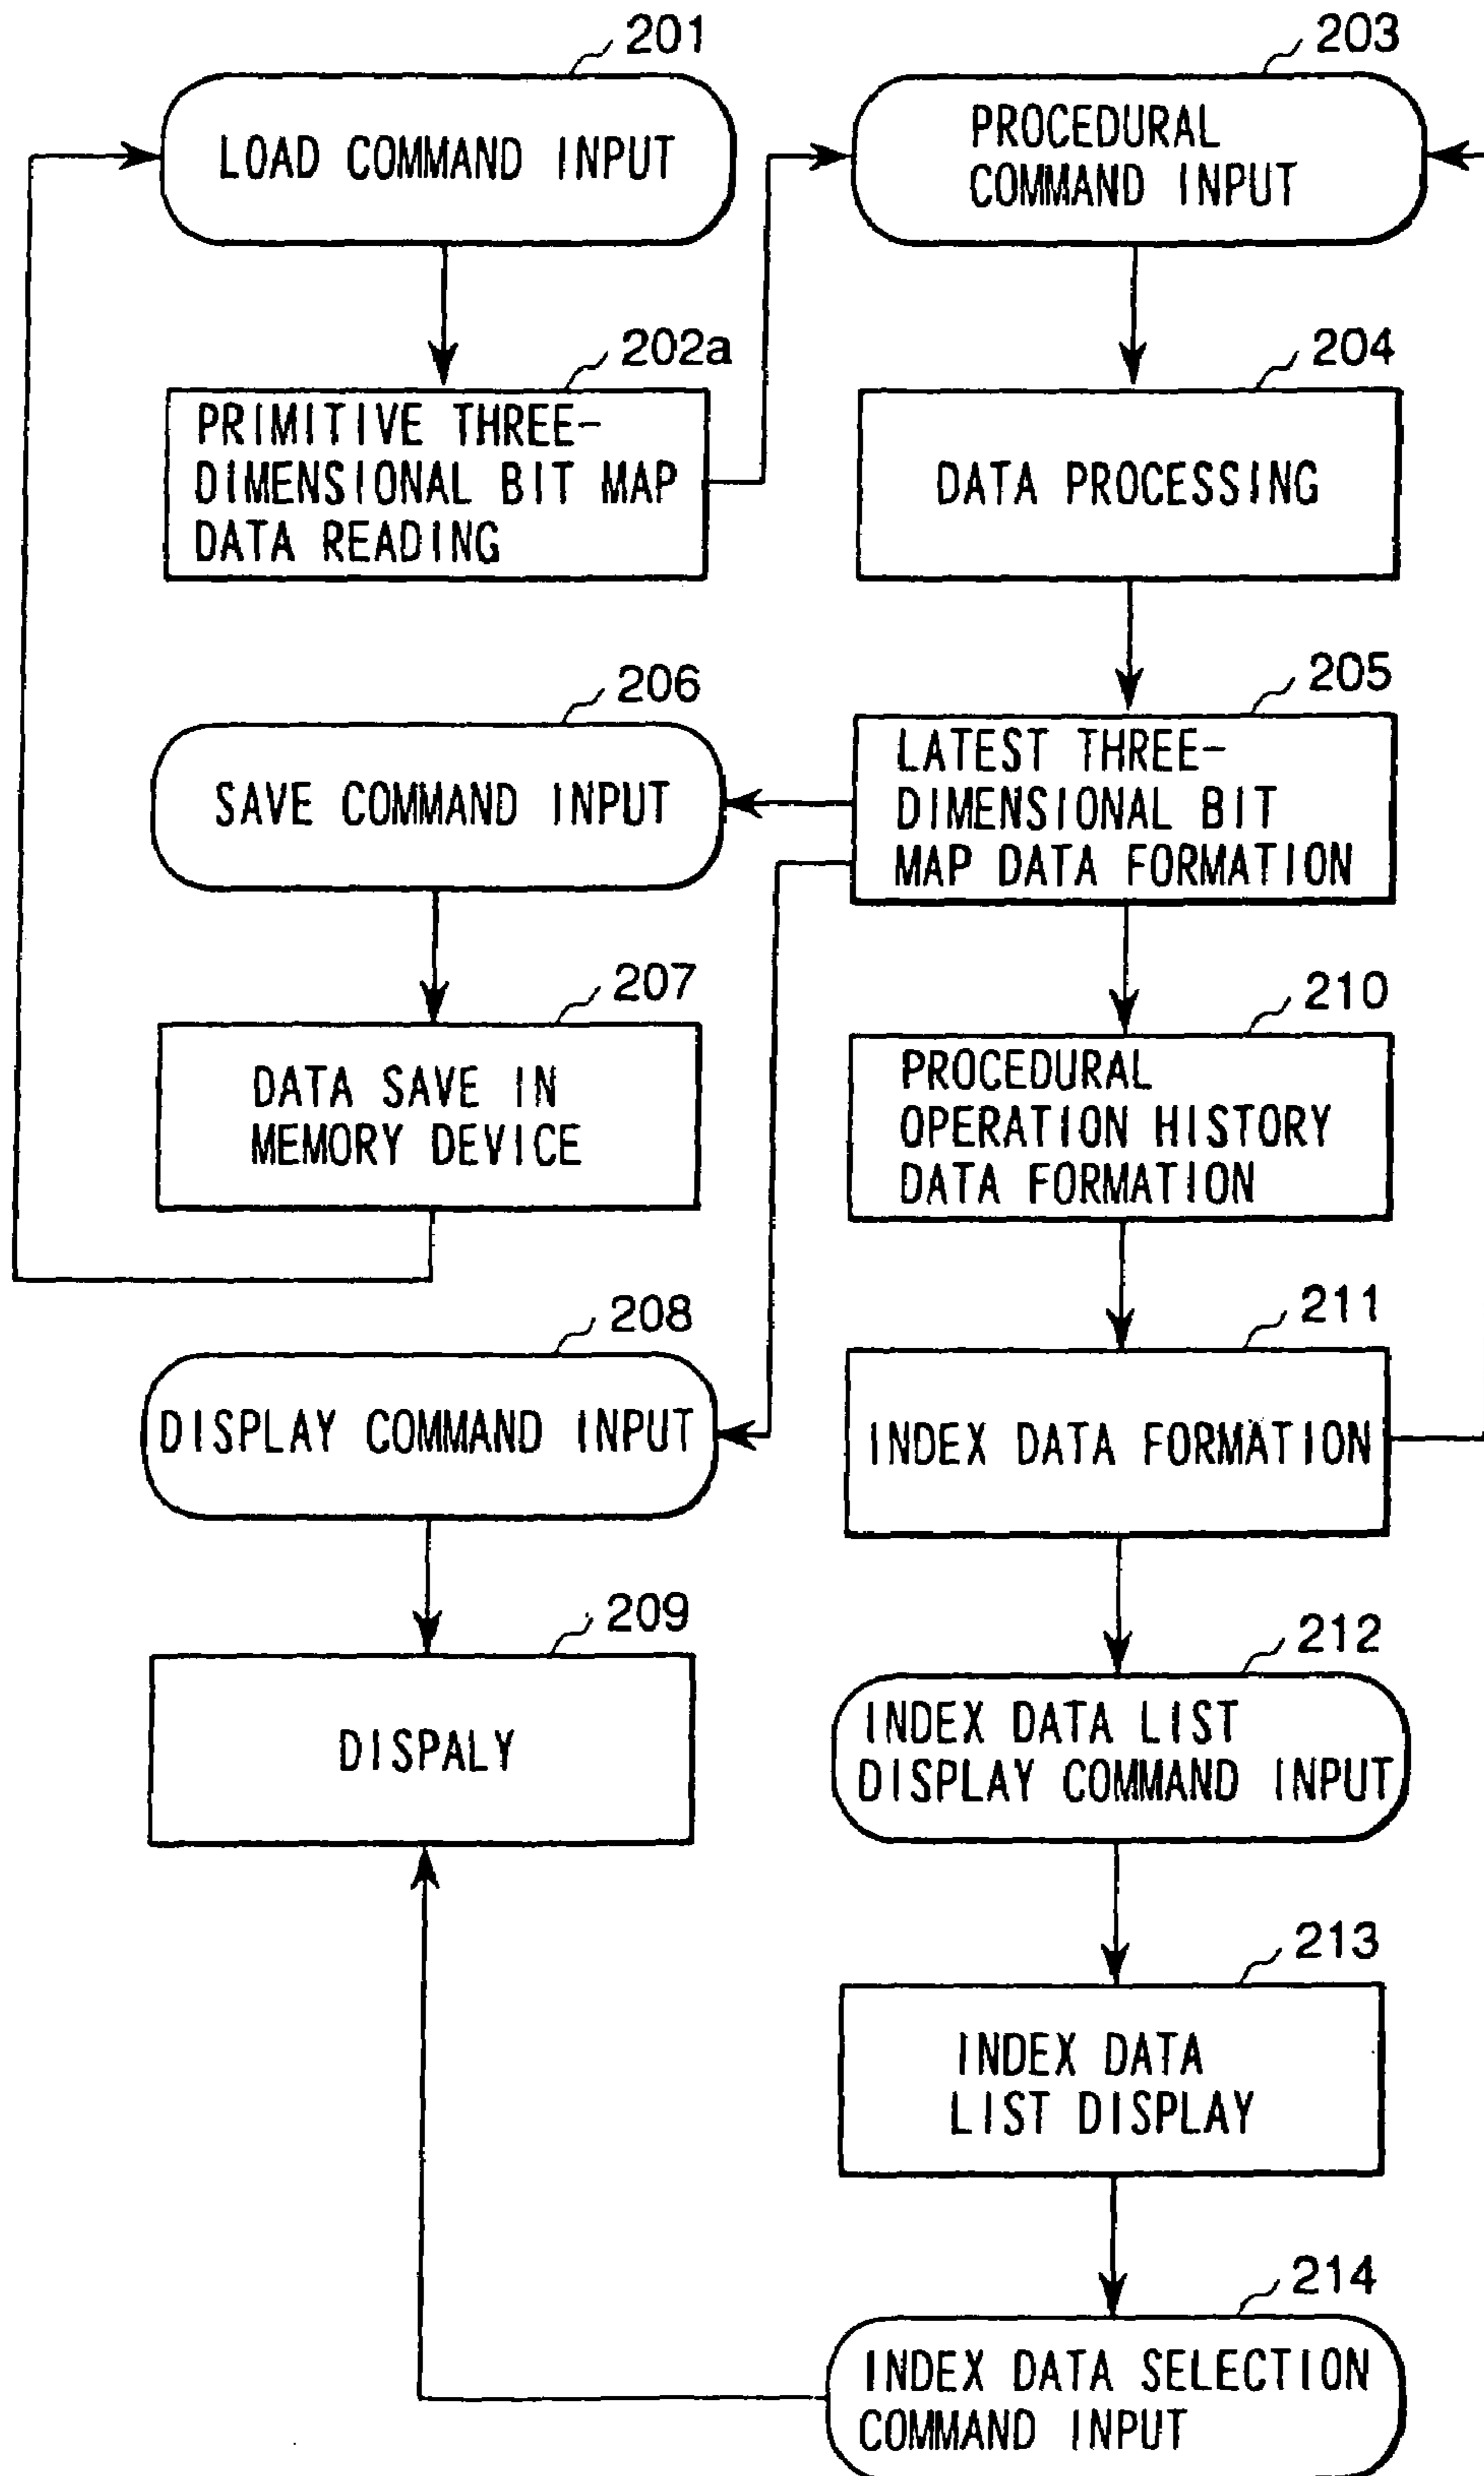 201
LOAD COMMAND INPUT
202a
PRIMITIVE THREE-
DIMENSIONAL BIT MAP
DATA READING
203
PROCEDURAL
COMMAND INPUT
204
DATA PROCESSING
205
LATEST THREE-
DIMENSIONAL BIT
MAP DATA FORMATION
206
SAVE COMMAND INPUT
207
DATA SAVE IN
MEMORY DEVICE
208
DISPLAY COMMAND INPUT
209
DISPALY
210
PROCEDURAL
OPERATION HISTORY
DATA FORMATION
211
INDEX DATA FORMATION
212
INDEX DATA LIST
DISPLAY COMMAND INPUT
213
INDEX DATA
LIST DISPLAY
214
INDEX DATA SELECTION
COMMAND INPUT